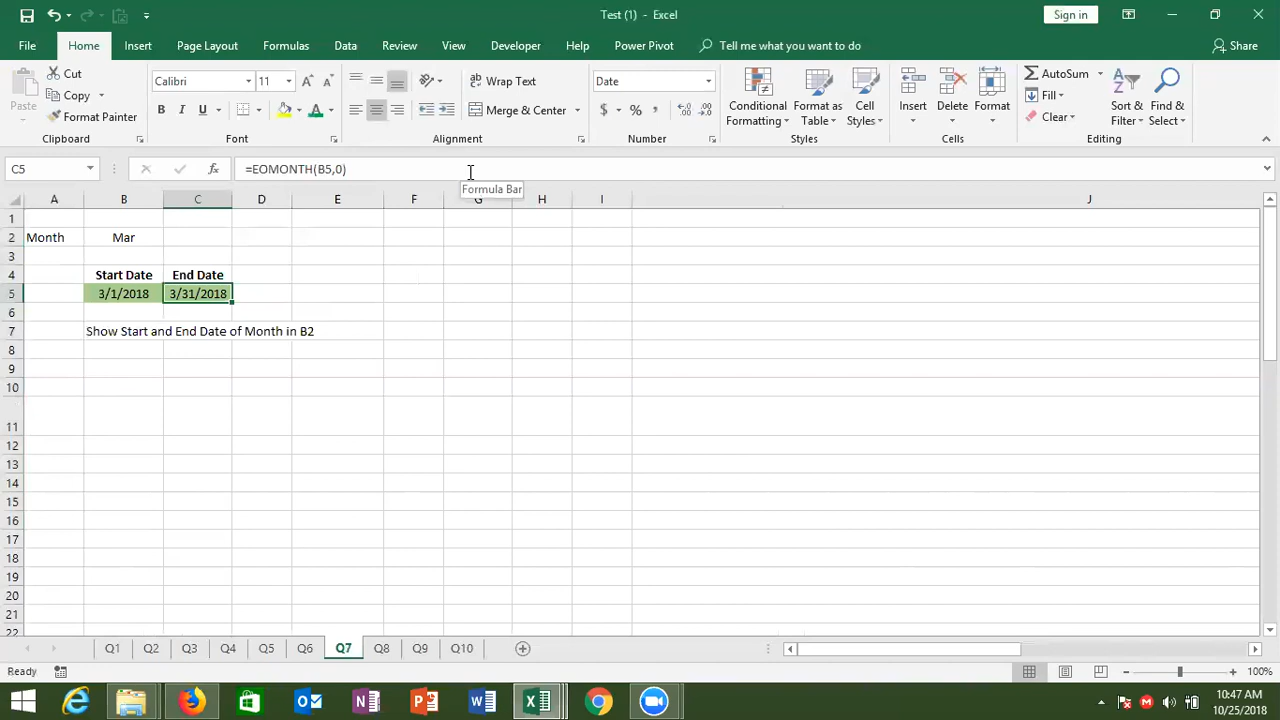 Test (1) - Excel
Sign in
File Home Insert Page Layout Formulas Data Review View Developer Help Power Pivot Tell me what you want to do Share
Paste
Cut
Copy
Format Painter
Clipboard
Calibri 11
B I U
Font
Wrap Text
Merge & Center
Alignment
Date
$ % ,
Number
Conditional Formatting
Format as Table
Cell Styles
Styles
Insert
Delete
Format
Cells
AutoSum
Fill
Clear
Sort & Filter
Find & Select
Editing
C5
fx
=EOMONTH(B5,0)
Formula Bar
A B C D E F G H I J
1
2 Month Mar
3
4 Start Date End Date
5 3/1/2018 3/31/2018
6
7 Show Start and End Date of Month in B2
8
9
10
11
12
13
14
15
16
17
18
19
20
21
22
Q1 Q2 Q3 Q4 Q5 Q6 Q7 Q8 Q9 Q10
Ready
100%
10:47 AM
10/25/2018